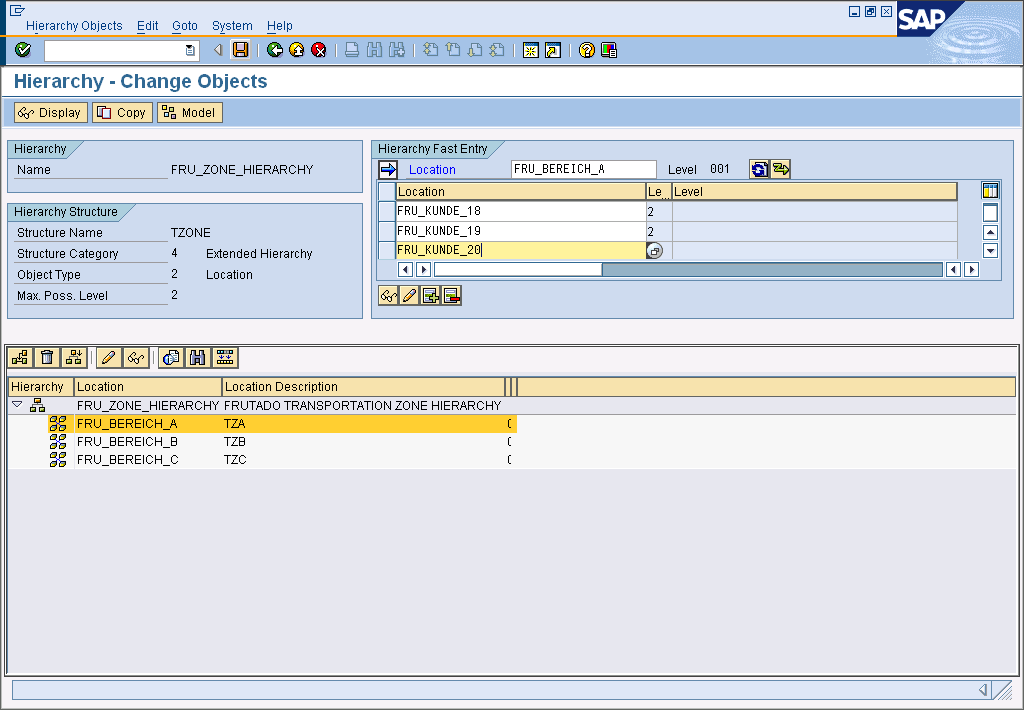 Hierarchy Objects Edit Goto System Help
SAP
Hierarchy - Change Objects
Display Copy Model
Hierarchy
Name FRU_ZONE_HIERARCHY
Hierarchy Structure
Structure Name TZONE
Structure Category 4 Extended Hierarchy
Object Type 2 Location
Max. Poss. Level 2
Hierarchy Fast Entry
Location FRU_BEREICH_A Level 001
Location Le... Level
FRU_KUNDE_18 2
FRU_KUNDE_19 2
FRU_KUNDE_20
Hierarchy Location Location Description
FRU_ZONE_HIERARCHY FRUTADO TRANSPORTATION ZONE HIERARCHY
FRU_BEREICH_A TZA
FRU_BEREICH_B TZB
FRU_BEREICH_C TZC